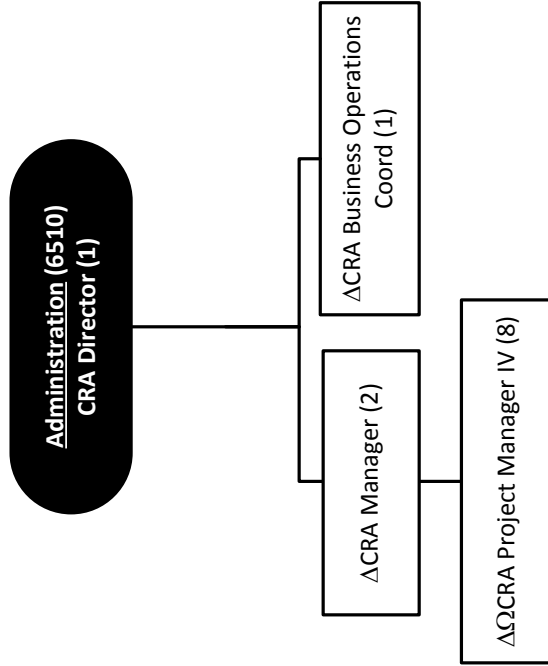 Administration (6510)
CRA Director (1)
ΔCRA Manager (2)
ΔCRA Business Operations
Coord (1)
ΔΩCRA Project Manager IV (8)